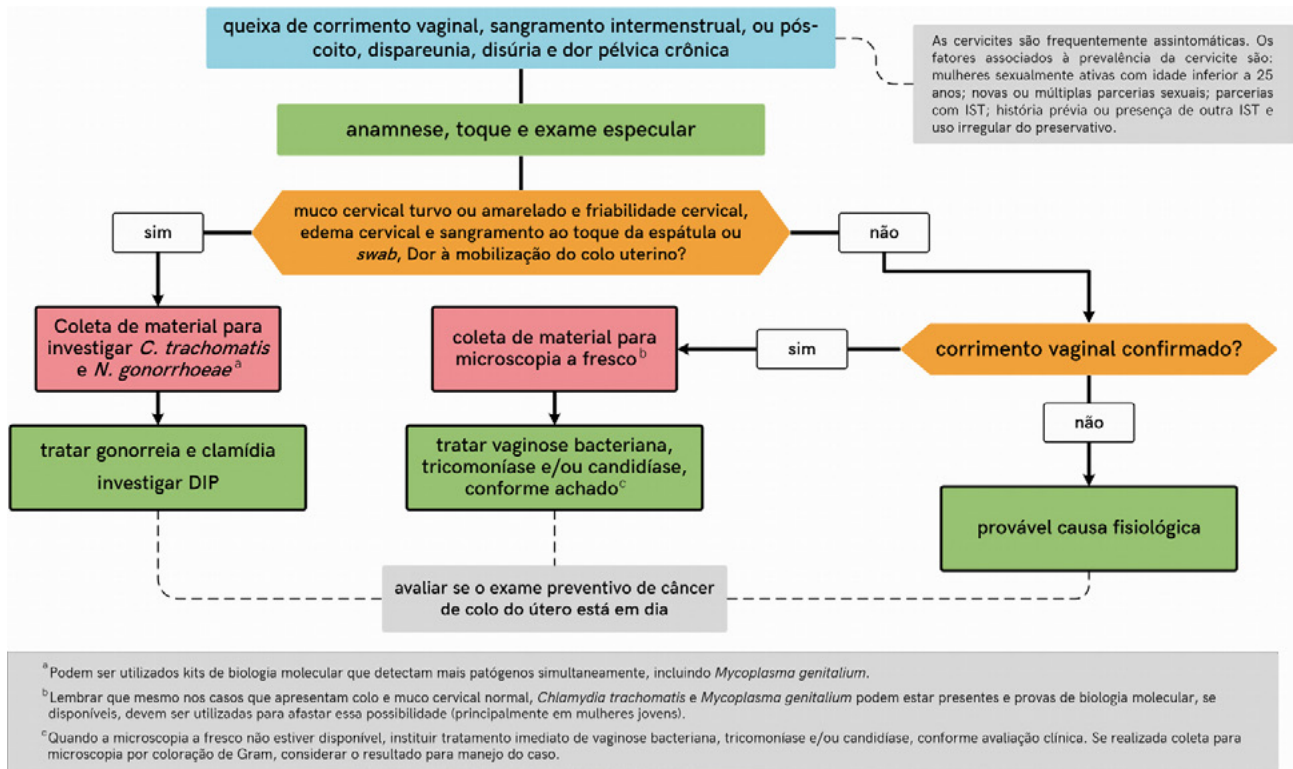 queixa de corrimento vaginal, sangramento intermenstrual, ou pós-
coito, dispareunia, disúria e dor pélvica crônica
As cervicites são frequentemente assintomáticas. Os
fatores associados à prevalência da cervicite são:
mulheres sexualmente ativas com idade inferior a 25
anos; novas ou múltiplas parcerias sexuais; parcerias
com IST; história prévia ou presença de outra IST e
uso irregular do preservativo.
anamnese, toque e exame especular
muco cervical turvo ou amarelado e friabilidade cervical,
edema cervical e sangramento ao toque da espátula ou
swab, Dor à mobilização do colo uterino?
sim
não
Coleta de material para
investigar C. trachomatis
e N. gonorrhoeae a
coleta de material para
microscopia a fresco b
sim
corrimento vaginal confirmado?
não
tratar gonorreia e clamídia
investigar DIP
tratar vaginose bacteriana,
tricomoníase e/ou candidíase,
conforme achado c
provável causa fisiológica
avaliar se o exame preventivo de câncer
de colo do útero está em dia
a Podem ser utilizados kits de biologia molecular que detectam mais patógenos simultaneamente, incluindo Mycoplasma genitalium.
b Lembrar que mesmo nos casos que apresentam colo e muco cervical normal, Chlamydia trachomatis e Mycoplasma genitalium podem estar presentes e provas de biologia molecular, se
disponíveis, devem ser utilizadas para afastar essa possibilidade (principalmente em mulheres jovens).
c Quando a microscopia a fresco não estiver disponível, instituir tratamento imediato de vaginose bacteriana, tricomoníase e/ou candidíase, conforme avaliação clínica. Se realizada coleta para
microscopia por coloração de Gram, considerar o resultado para manejo do caso.